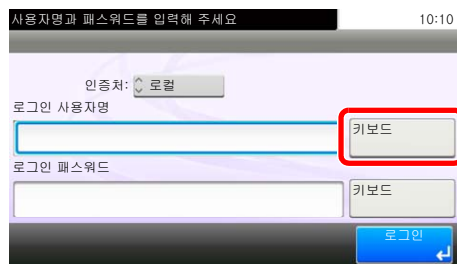 사용자명과 패스워드를 입력해 주세요 10:10
인증처: 로컬
로그인 사용자명
키보드
로그인 패스워드
키보드
로그인